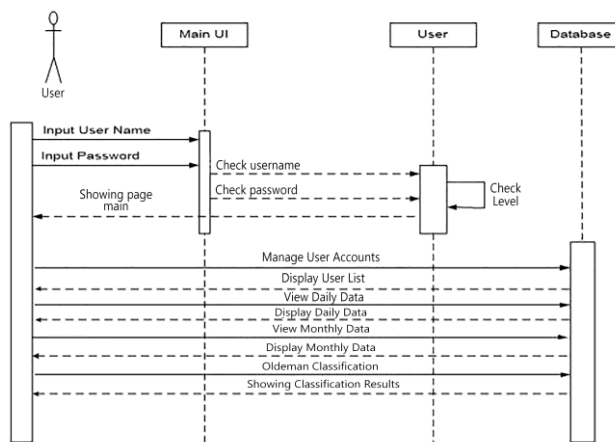 Main UI
User
Database
User
Input User Name
Input Password
Check username
Check password
Check
Level
Showing page
main
Manage User Accounts
Display User List
View Daily Data
Display Daily Data
View Monthly Data
Display Monthly Data
Oldeman Classification
Showing Classification Results